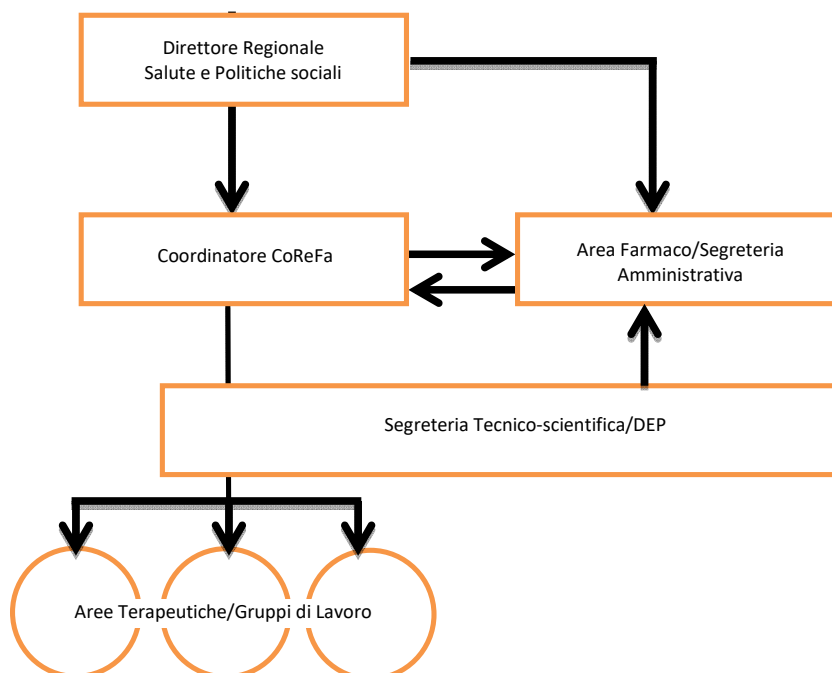 Direttore Regionale
Salute e Politiche sociali
Coordinatore CoReFa
Area Farmaco/Segreteria
Amministrativa
Segreteria Tecnico-scientifica/DEP
Aree Terapeutiche/Gruppi di Lavoro